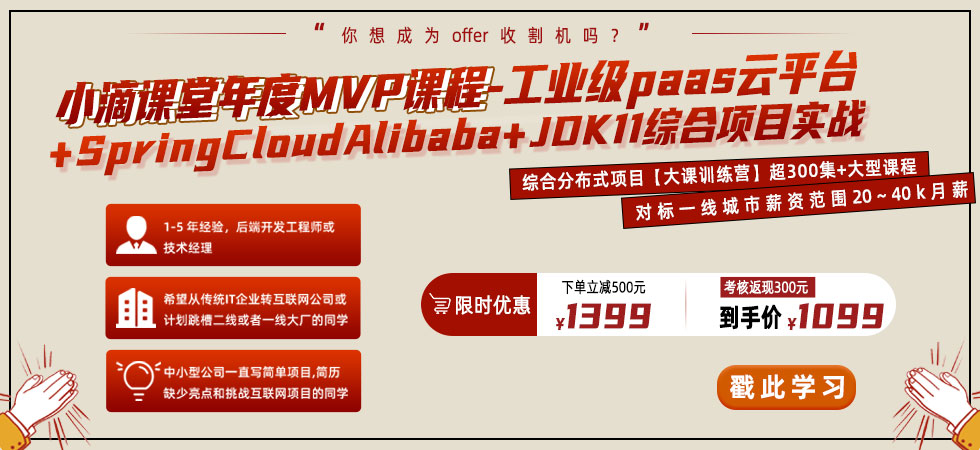 “ 你想成为offer收割机吗？ ”
小滴课堂年度MVP课程-工业级paas云平台
+SpringCloudAlibaba+JDK11综合项目实战
综合分布式项目【大课训练营】超300集+大型课程
对标一线城市薪资范围20~40k月薪
1-5年经验，后端开发工程师或
技术经理
希望从传统IT企业转互联网公司或
计划跳槽二线或者一线大厂的同学
中小型公司一直写简单项目,简历
缺少亮点和挑战互联网项目的同学
限时优惠
下单立减500元
¥1399
考核返现300元
到手价 ¥1099
戳此学习